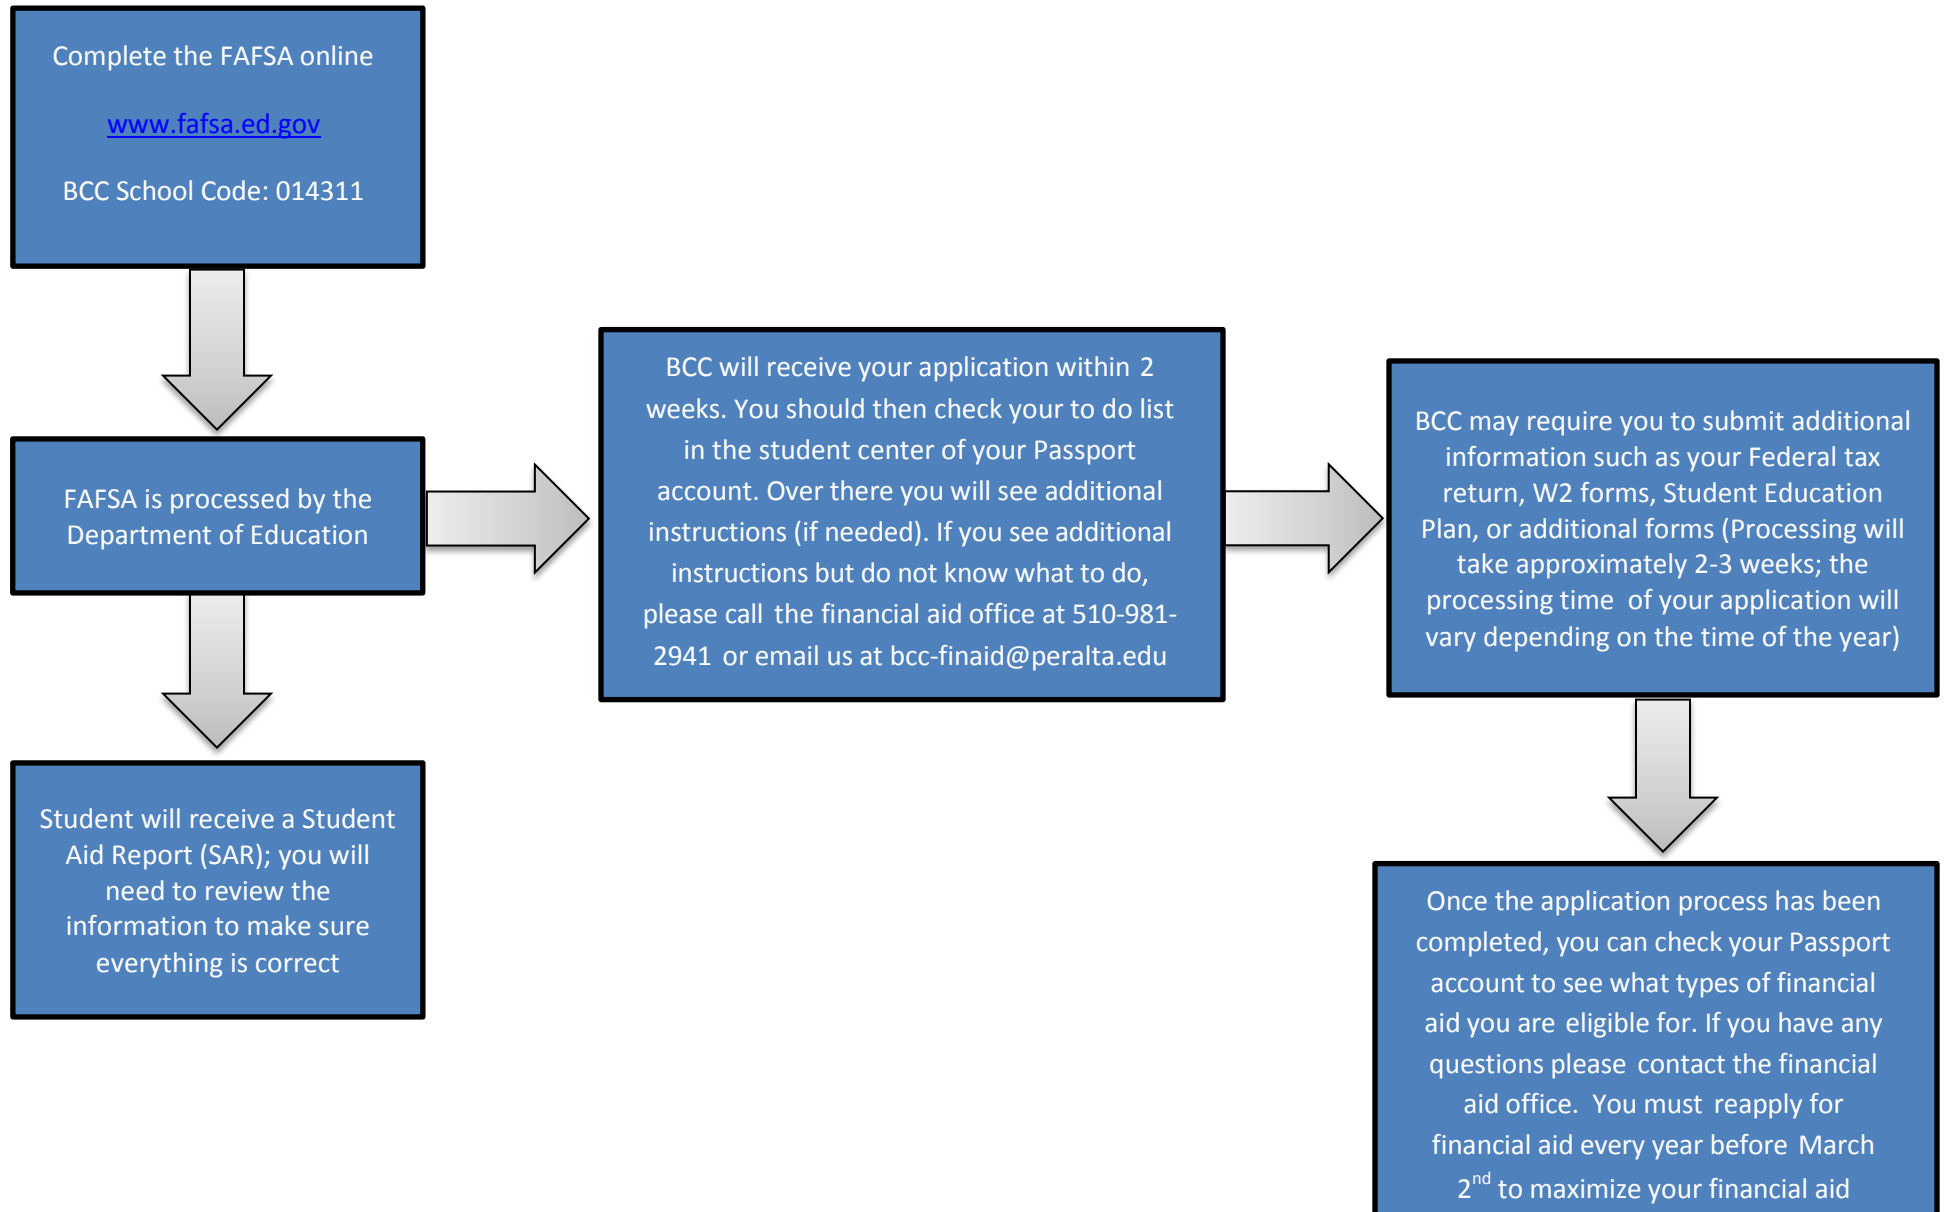 Complete the FAFSA online
www.fafsa.ed.gov
BCC School Code: 014311
FAFSA is processed by the
Department of Education
Student will receive a Student
Aid Report (SAR); you will
need to review the
information to make sure
everything is correct
BCC will receive your application within 2
weeks. You should then check your to do list
in the student center of your Passport
account. Over there you will see additional
instructions (if needed). If you see additional
instructions but do not know what to do,
please call the financial aid office at 510-981-
2941 or email us at bcc-finaid@peralta.edu
BCC may require you to submit additional
information such as your Federal tax
return, W2 forms, Student Education
Plan, or additional forms (Processing will
take approximately 2-3 weeks; the
processing time of your application will
vary depending on the time of the year)
Once the application process has been
completed, you can check your Passport
account to see what types of financial
aid you are eligible for. If you have any
questions please contact the financial
aid office. You must reapply for
financial aid every year before March
2nd to maximize your financial aid